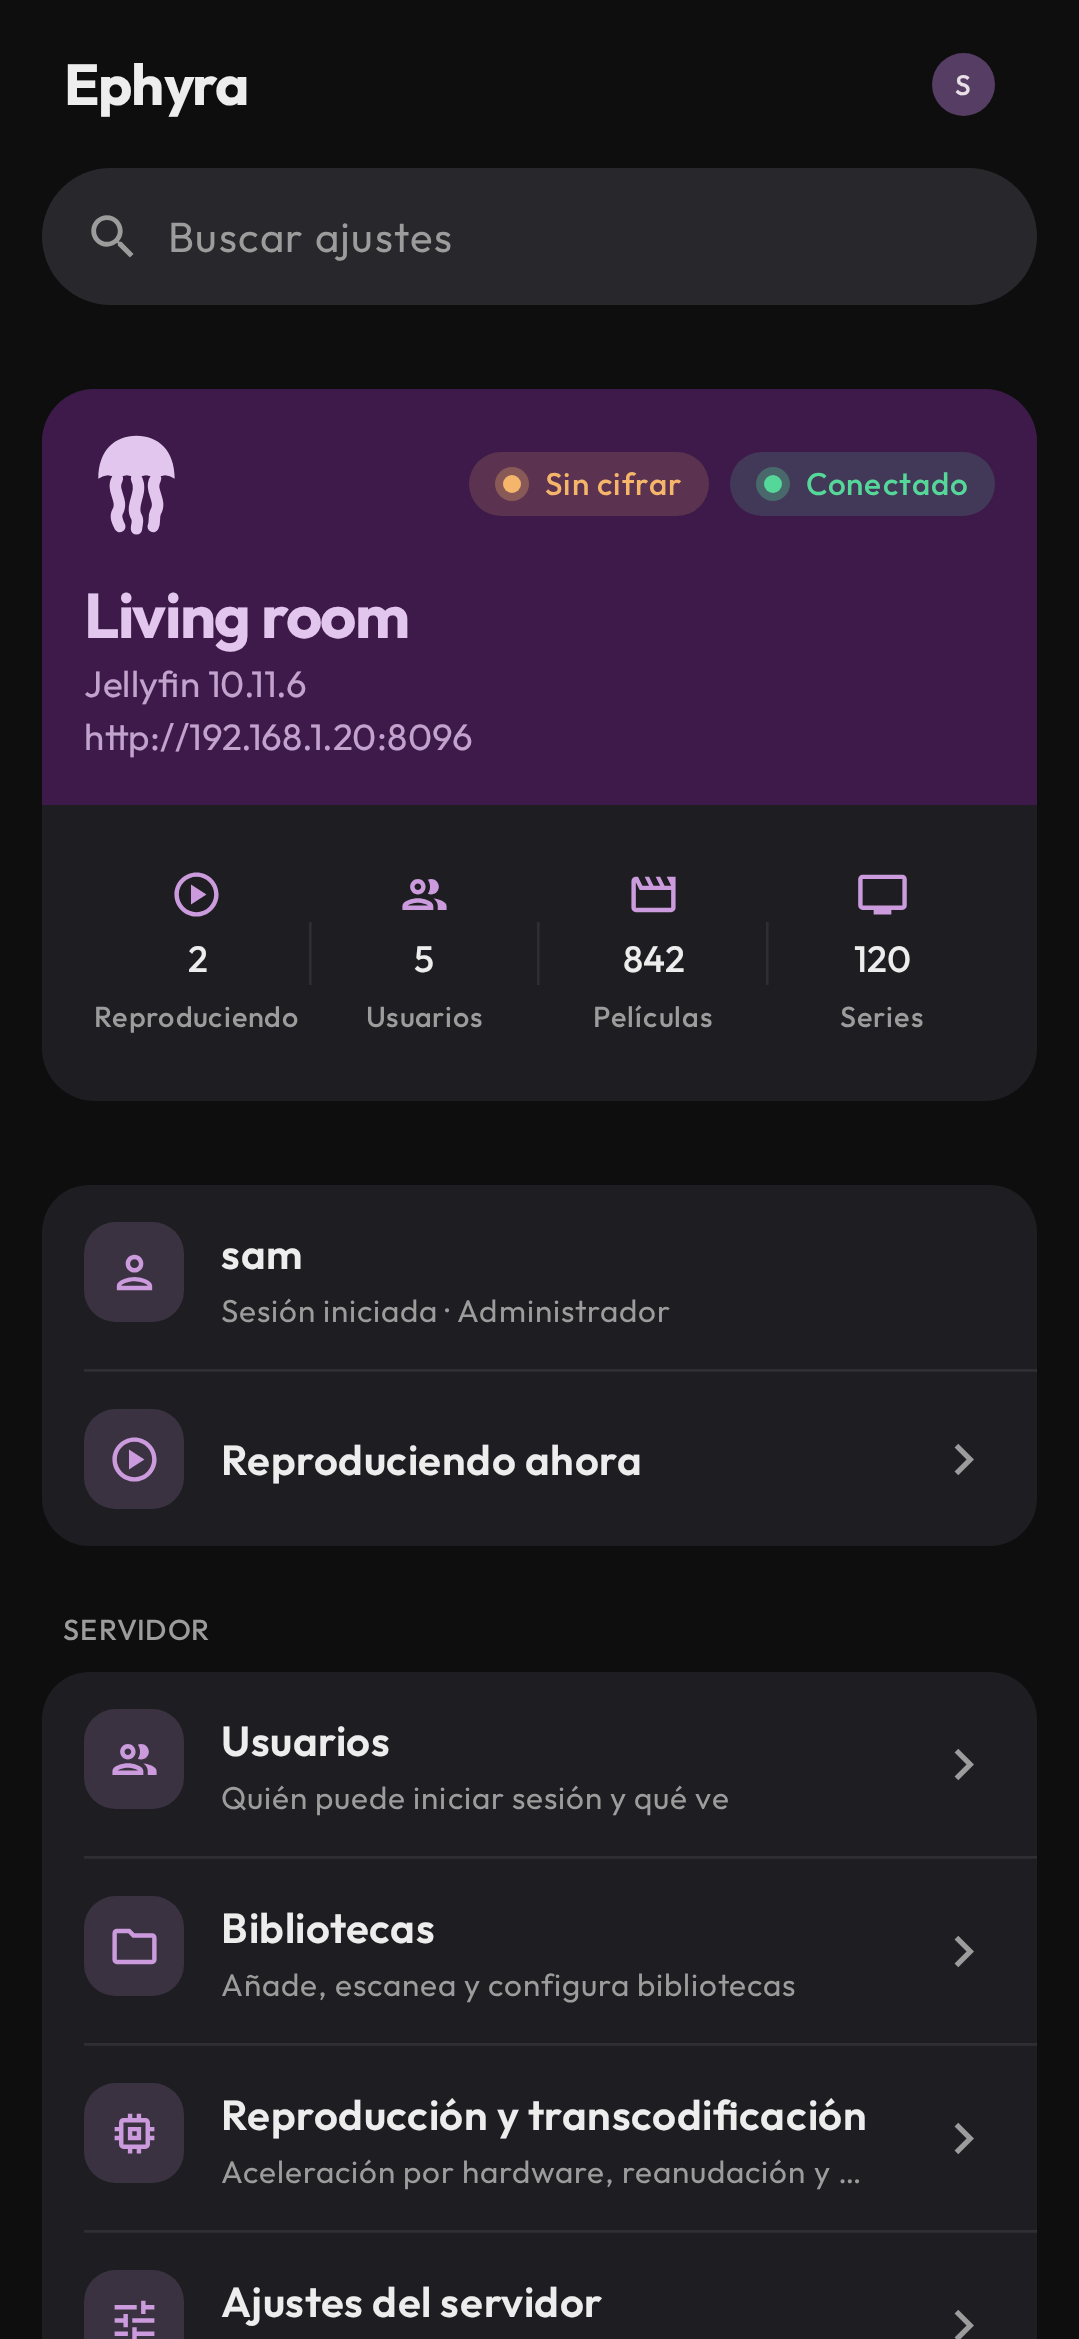 Ephyra
S
Buscar ajustes
Sin cifrar
Conectado
Living room
Jellyfin 10.11.6
http://192.168.1.20:8096
2
5
842
120
Reproduciendo
Usuarios
Películas
Series
sam
Sesión iniciada · Administrador
Reproduciendo ahora
SERVIDOR
Usuarios
Quién puede iniciar sesión y qué ve
Bibliotecas
Añade, escanea y configura bibliotecas
Reproducción y transcodificación
Aceleración por hardware, reanudación y ...
Ajustes del servidor